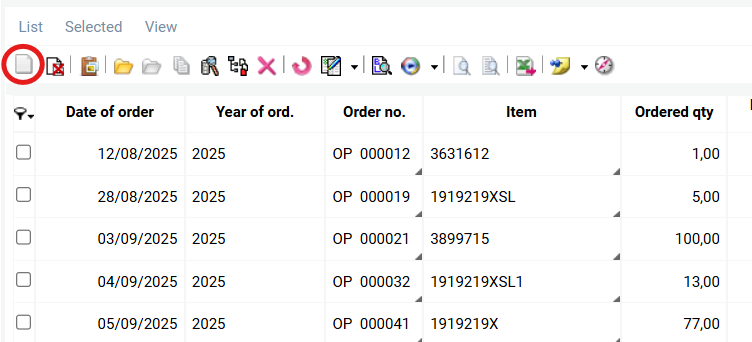 List Selected View
Date of order Year of ord. Order no. Item Ordered qty
12/08/2025 2025 OP 000012 3631612 1,00
28/08/2025 2025 OP 000019 1919219XSL 5,00
03/09/2025 2025 OP 000021 3899715 100,00
04/09/2025 2025 OP 000032 1919219XSL1 13,00
05/09/2025 2025 OP 000041 1919219X 77,00